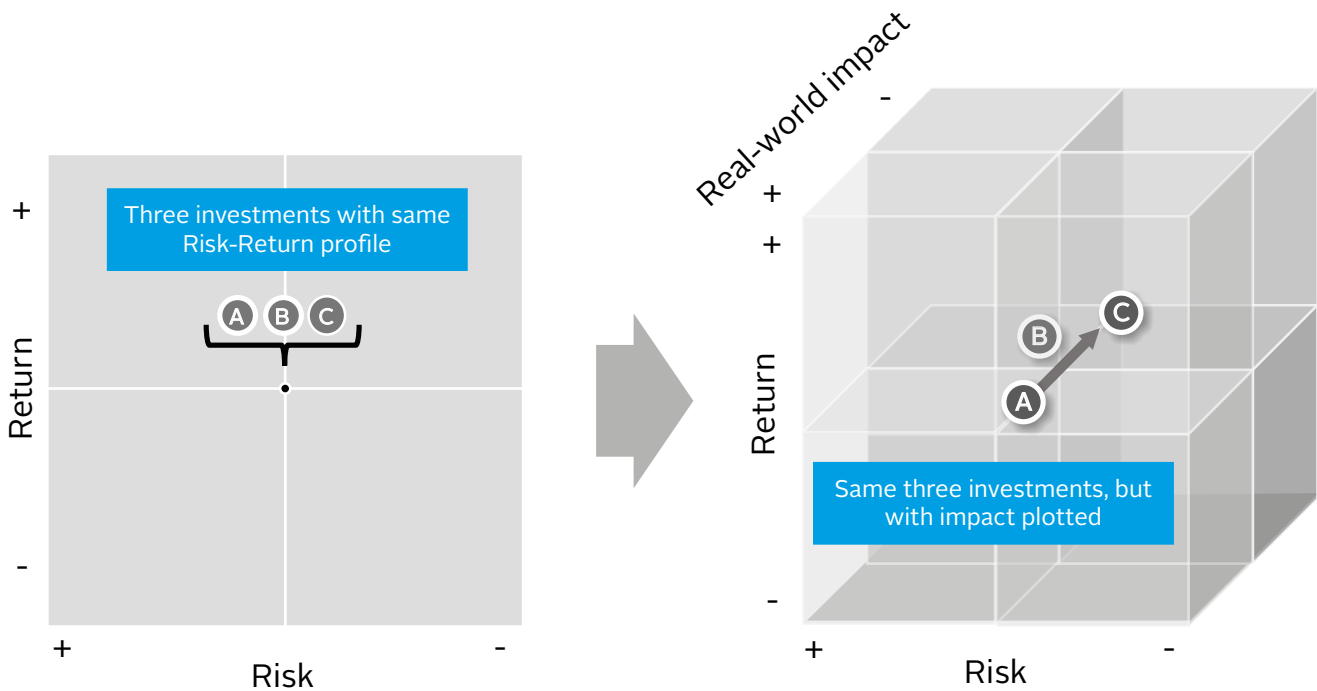 Three investments with same
Risk-Return profile
A B C
+
Return
-
+
-
Risk
Real-world impact
-
+
+
Return
-
C
B
A
Same three investments, but
with impact plotted
+
-
Risk